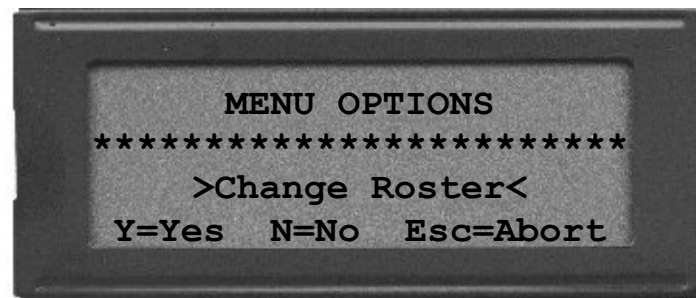 MENU OPTIONS
************************
>Change Roster<
Y=Yes N=No Esc=Abort